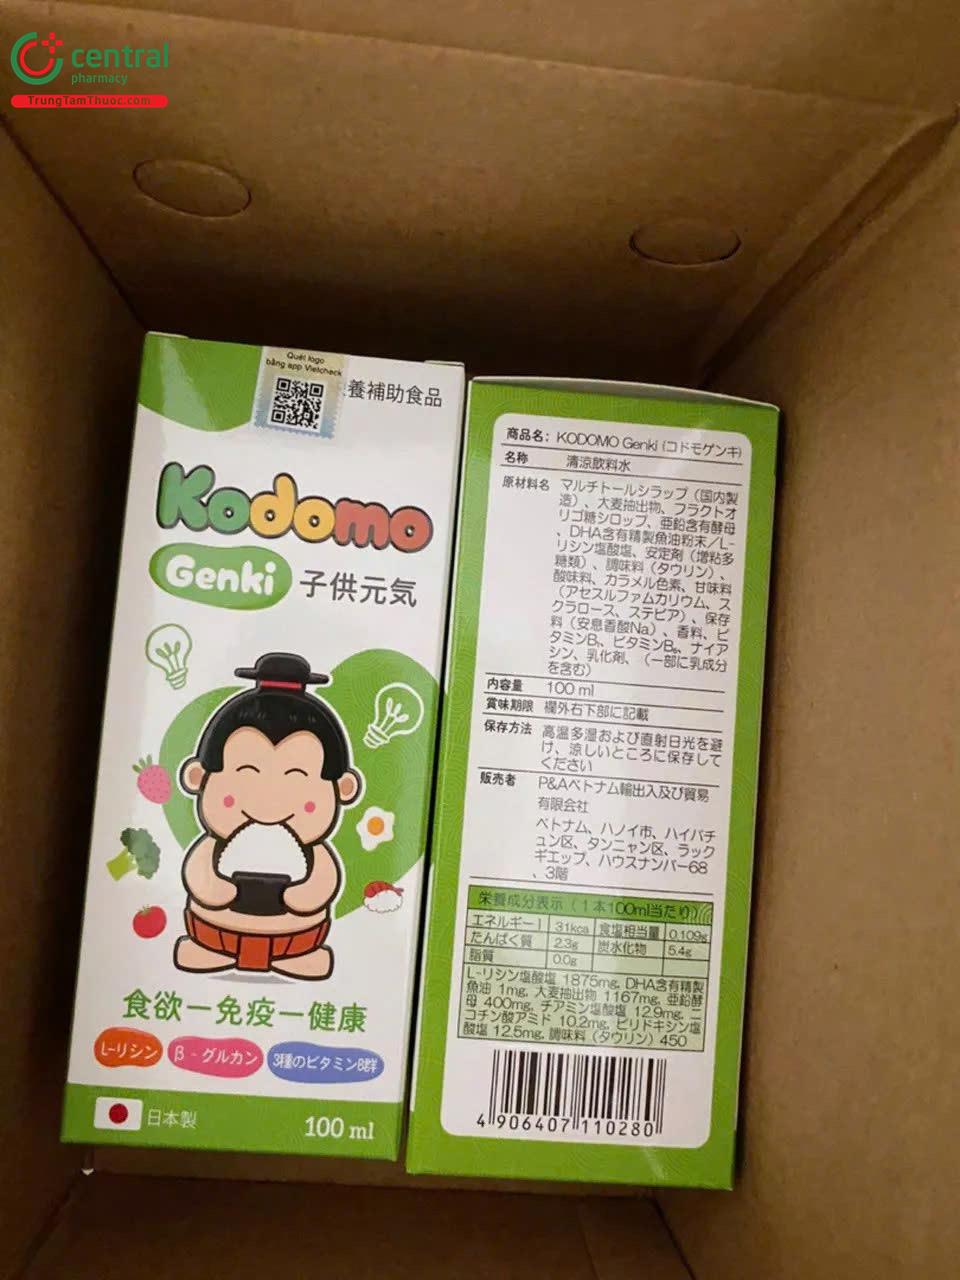 central
pharmacy
TrungTamThuoc.com
Quét logo
bằng app Vietcheck
養補助食品
Kodomo
Genki 子供元気
食欲ー免疫ー健康
L-リシン
β - グルカン
3種のビタミンB群
日本製
100 ml
商品名: KODOMO Genki (コドモゲンキ)
名称 清涼飲料水
原材料名 マルチトールシラップ（国内製
造）、大麦抽出物、フラクトオ
リゴ糖シロップ、亜鉛含有酵母
、DHA含有精製魚油粉末／L-
リシン塩酸塩、安定剤（増粘多
糖類）、調味料（タウリン）、
酸味料、カラメル色素、甘味料
（アセスルファムカリウム、ス
クラロース、ステビア）、保存
料（安息香酸Na）、香料、ビ
タミンB₁、ビタミンB₆、ナイア
シン、乳化剤、（一部に乳成分
を含む）
内容量 100 ml
賞味期限 欄外右下部に記載
保存方法 高温多湿および直射日光を避
け、涼しいところに保存して
ください
販売者 P&Aベトナム輸出入及び貿易
有限会社
ベトナム、ハノイ市、ハイバチ
ュン区、タンニャン区、ラック
ギエップ、ハウスナンバー68
、3階
栄養成分表示（1本100ml当たり）
エネルギー 31kca 食塩相当量 0.109g
たんぱく質 2.3g 炭水化物 5.4g
脂質 0.0g
L-リシン塩酸塩 1875mg, DHA含有精製
魚油 1mg, 大麦抽出物 1167mg, 亜鉛酵
母 400mg, チアミン塩酸塩 12.9mg, ニ
コチン酸アミド 10.2mg, ピリドキシン塩
酸塩 12.5mg, 調味料（タウリン）450
4 906407 110280